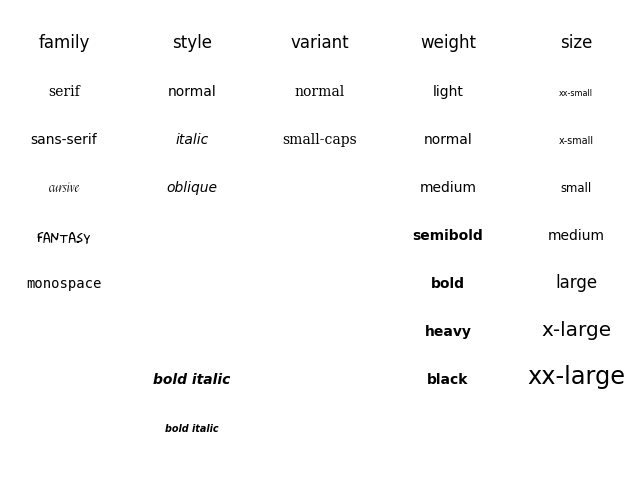 family style variant weight size
serif normal normal light xx-small
sans-serif italic small-caps normal x-small
cursive oblique medium small
FANTASY semibold medium
monospace bold large
heavy x-large
bold italic black xx-large
bold italic